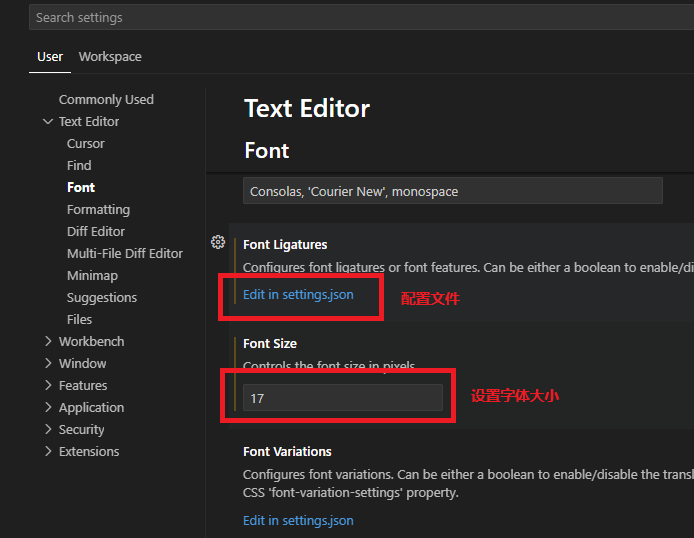 Search settings
User Workspace
Commonly Used
Text Editor
Cursor
Find
Font
Formatting
Diff Editor
Multi-File Diff Editor
Minimap
Suggestions
Files
Workbench
Window
Features
Application
Security
Extensions
Text Editor
Font
Consolas, 'Courier New', monospace
Font Ligatures
Configures font ligatures or font features. Can be either a boolean to enable/di
Edit in settings.json 配置文件
Font Size
Controls the font size in pixels.
17 设置字体大小
Font Variations
Configures font variations. Can be either a boolean to enable/disable the transl
CSS 'font-variation-settings' property.
Edit in settings.json